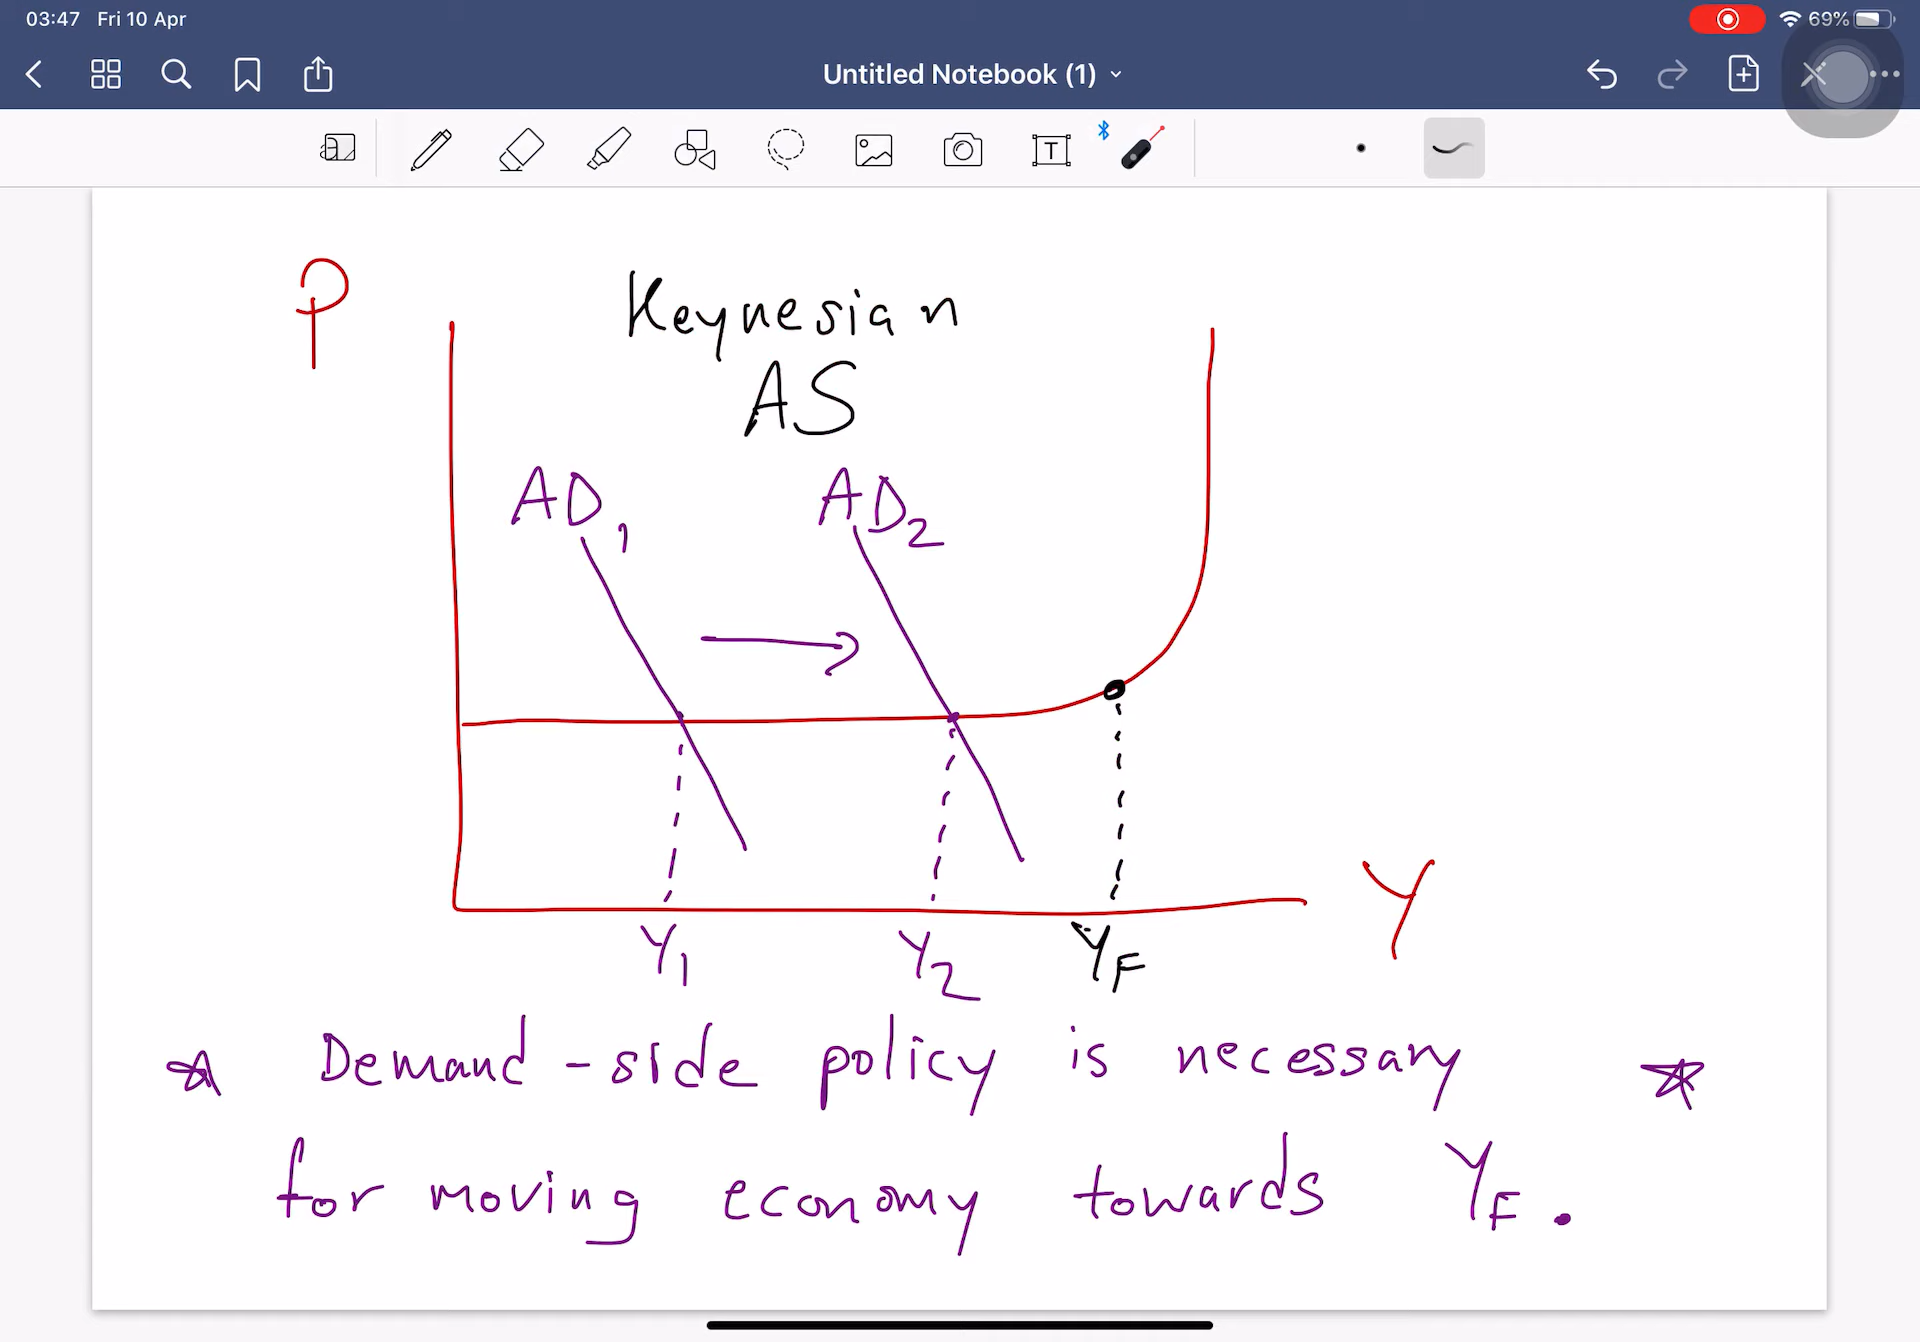 03:47 Fri 10 Apr
69%
Untitled Notebook (1)
T
P
Keynesian
AS
AD1
AD2
Y
Y1
Y2
YF
Demand-side policy is necessary
for moving economy towards YF.